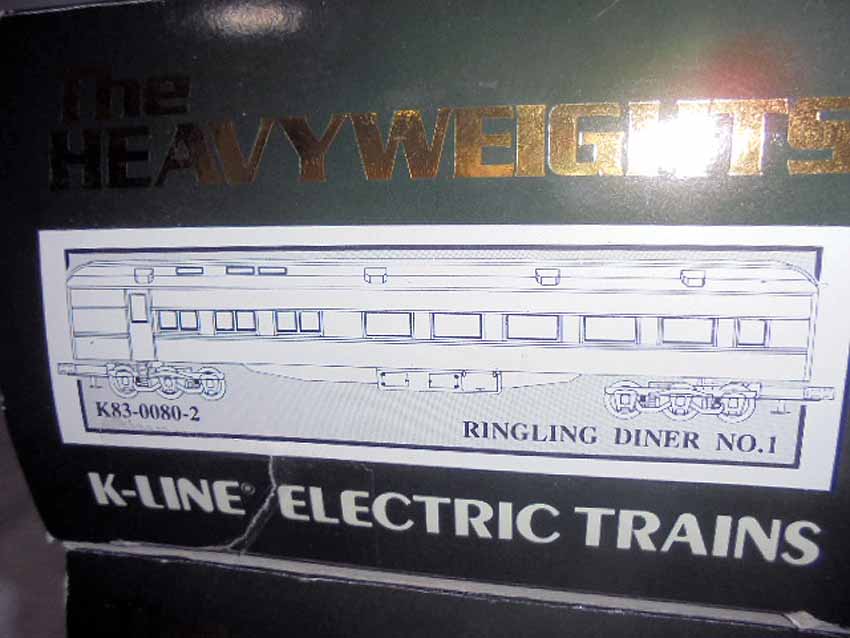 The
HEAVYWEIGHTS
K83-0080-2
RINGLING DINER NO.1
K-LINE® ELECTRIC TRAINS